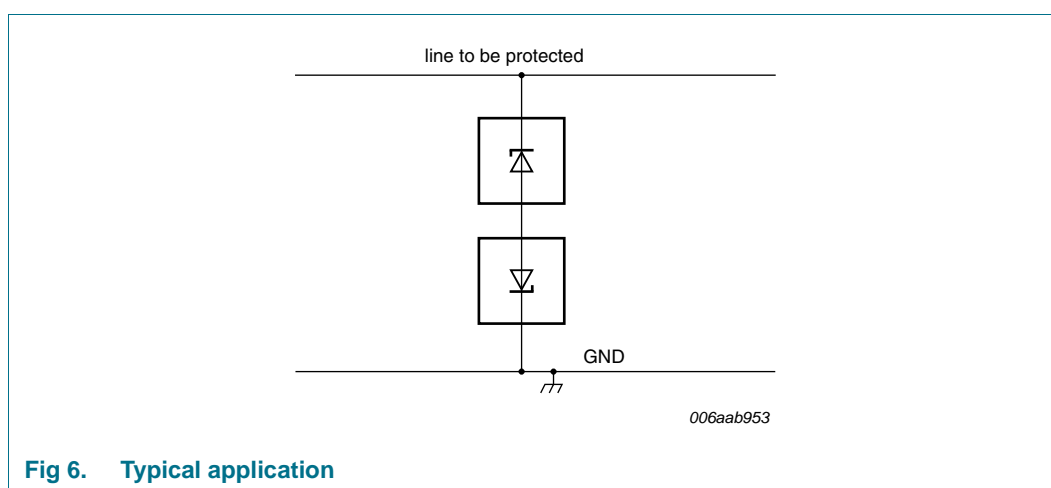 line to be protected
GND
006aab953
Fig 6. Typical application